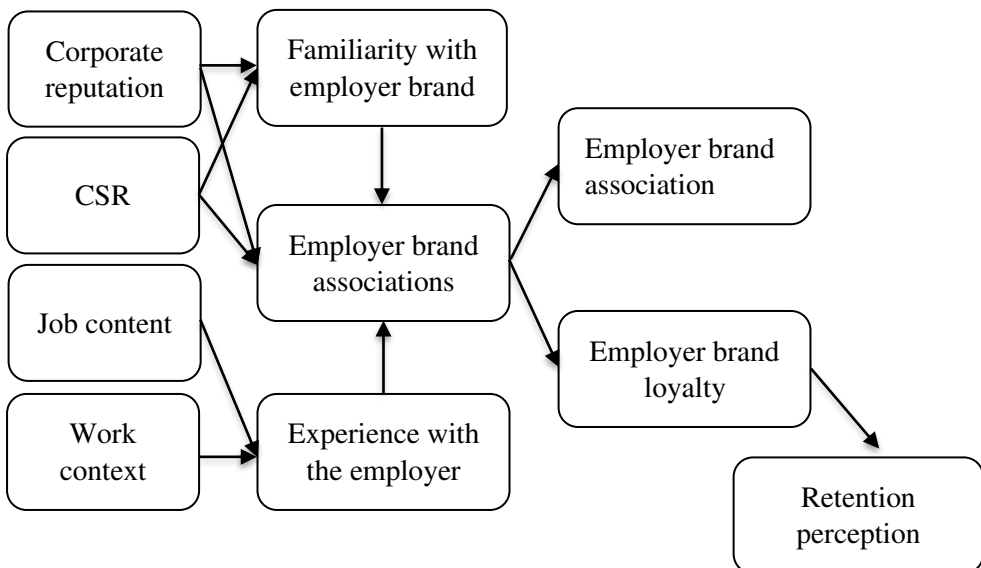 Corporate
reputation
Familiarity with
employer brand
CSR
Employer brand
association
Employer brand
associations
Job content
Employer brand
loyalty
Work
context
Experience with
the employer
Retention
perception